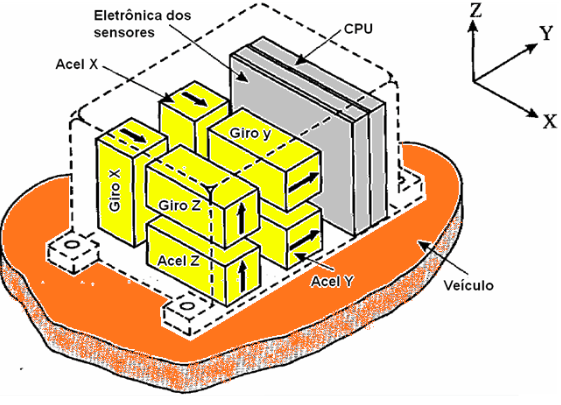 Eletrônica dos
sensores
CPU
Z
Y
X
Acel X
Giro y
Giro X
Giro Z
Acel Z
Acel Y
Veículo